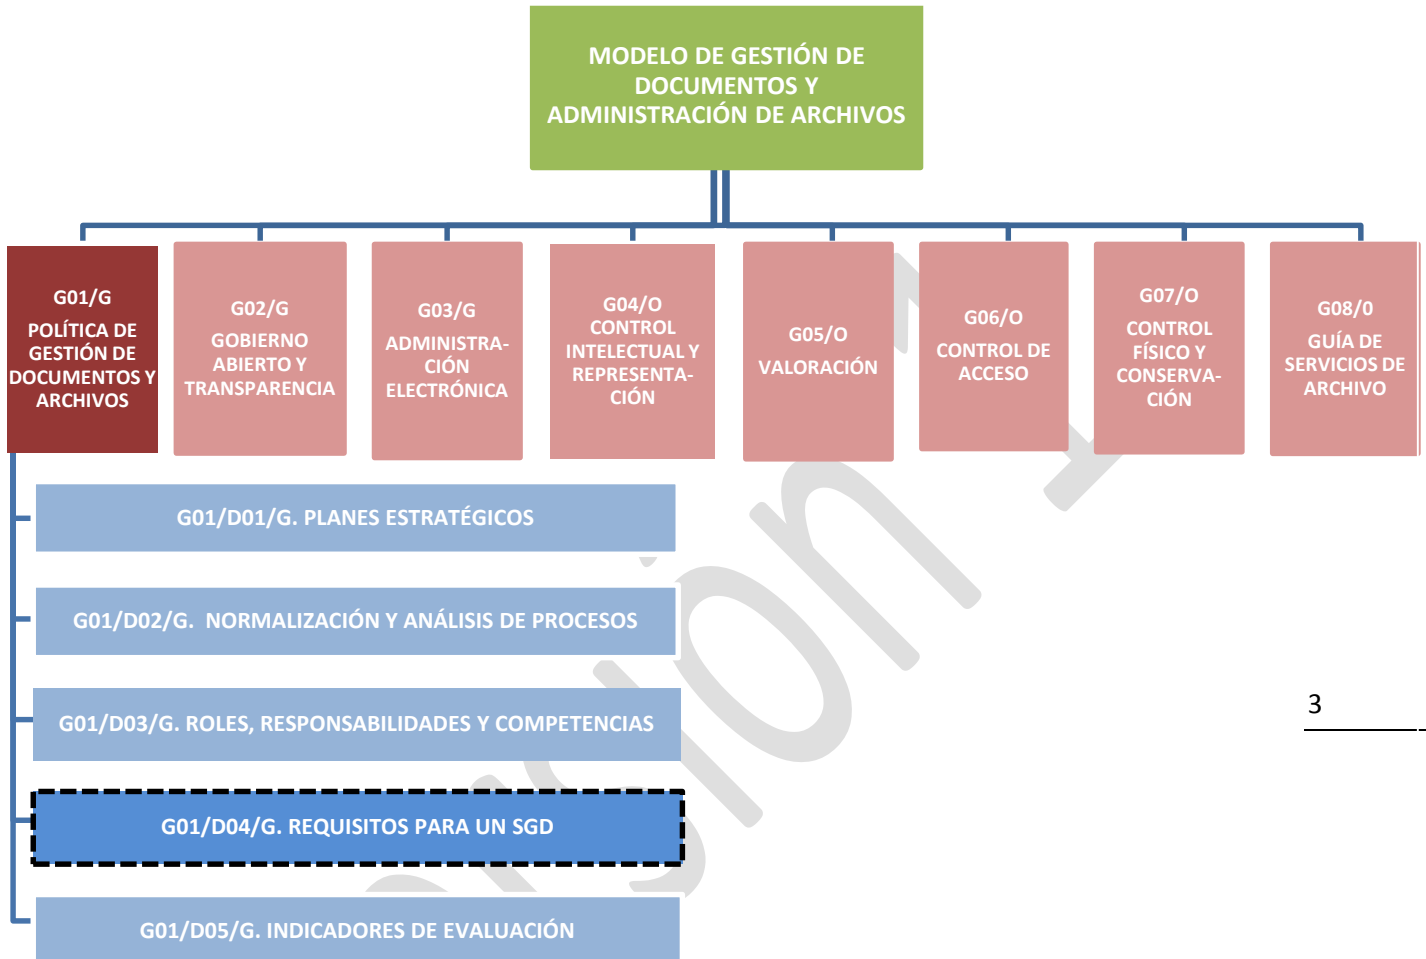 MODELO DE GESTIÓN DE
DOCUMENTOS Y
ADMINISTRACIÓN DE ARCHIVOS
G01/G
POLÍTICA DE
GESTIÓN DE
DOCUMENTOS Y
ARCHIVOS
G02/G
GOBIERNO
ABIERTO Y
TRANSPARENCIA
G03/G
ADMINISTRA-
CIÓN
ELECTRÓNICA
G04/O
CONTROL
INTELECTUAL Y
REPRESENTA-
CIÓN
G05/O
VALORACIÓN
G06/O
CONTROL DE
ACCESO
G07/O
CONTROL
FÍSICO Y
CONSERVA-
CIÓN
G08/0
GUÍA DE
SERVICIOS DE
ARCHIVO
G01/D01/G. PLANES ESTRATÉGICOS
G01/D02/G. NORMALIZACIÓN Y ANÁLISIS DE PROCESOS
G01/D03/G. ROLES, RESPONSABILIDADES Y COMPETENCIAS
3
G01/D04/G. REQUISITOS PARA UN SGD
G01/D05/G. INDICADORES DE EVALUACIÓN